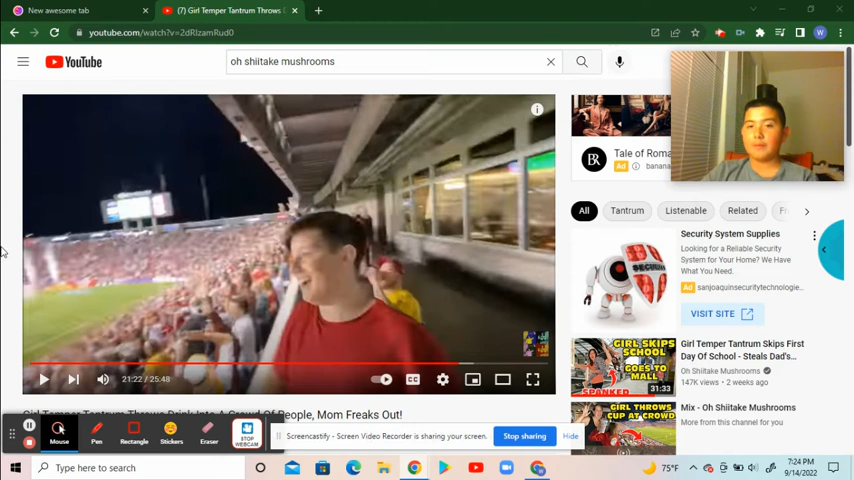 New awesome tab
(7) Girl Temper Tantrum Throws D
youtube.com/watch?v=2dRlzamRud0
W
YouTube
oh shiitake mushrooms
BR
Tale of Roma
Ad
banana
All
Tantrum
Listenable
Related
Security System Supplies
Looking for a Reliable Security
System for Your Home? We Have
What You Need.
Ad sanjoaquinsecuritytechnologie...
VISIT SITE
SECURITY
21:22 / 25:48
CC
GIRL SKIPS
SCHOOL
GOES TO
MALL
SPANKED
31:33
Girl Temper Tantrum Skips First
Day Of School - Steals Dad's...
Oh Shiitake Mushrooms
147K views • 2 weeks ago
GIRL THROWS
CUP AT CROWD
Mix - Oh Shiitake Mushrooms
More from this channel for you
Girl Temper Tantrum Throws Drink Into A Crowd Of People, Mom Freaks Out!
Mouse
Pen
Rectangle
Stickers
Eraser
STOP
WEBCAM
Screencastify - Screen Video Recorder is sharing your screen.
Stop sharing
Hide
Type here to search
75°F
7:24 PM
9/14/2022